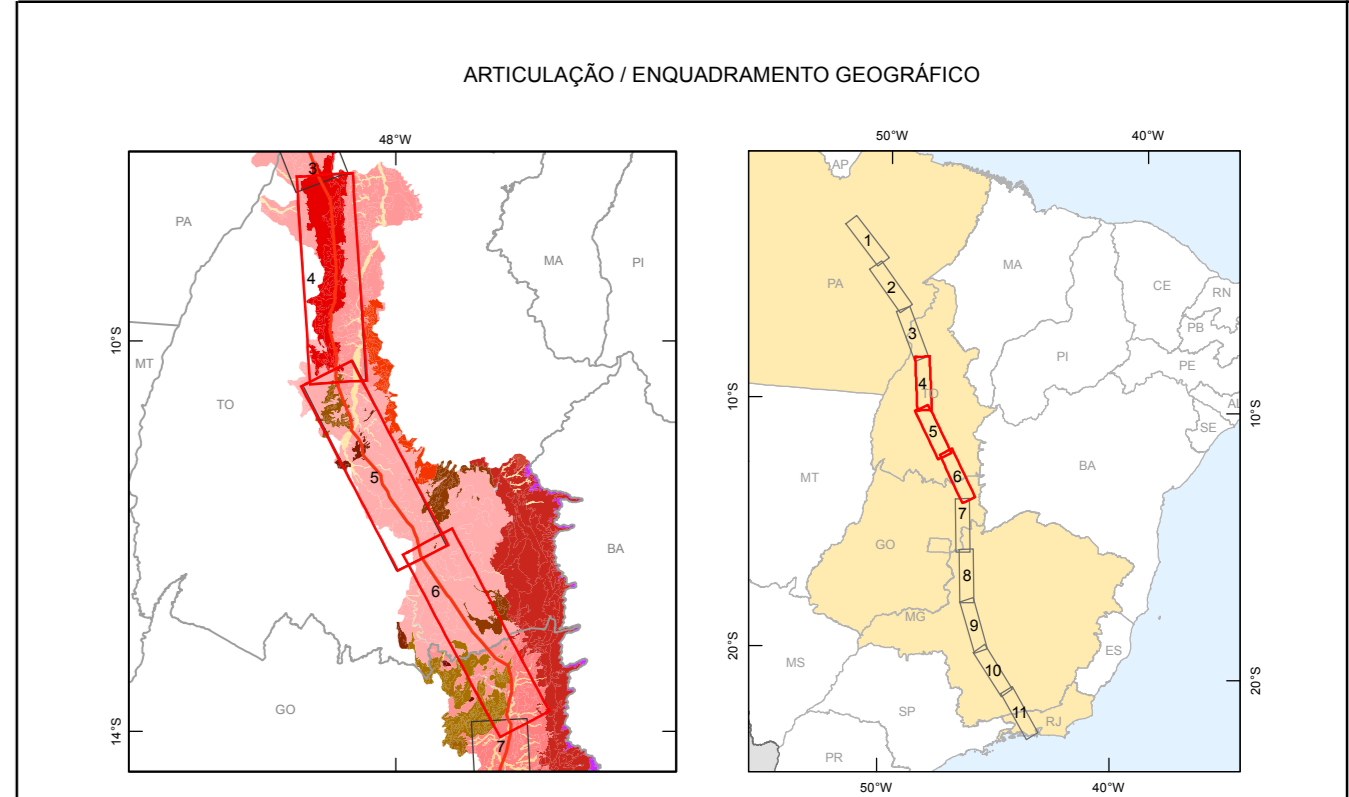 ARTICULAÇÃO / ENQUADRAMENTO GEOGRÁFICO
48°W
3
PA
4
MA
PI
10°S
MT
TO
5
BA
6
GO
14°S
7
50°W
40°W
AP
1
2
PA
MA
CE
RN
3
PB
PI
PE
4
TO
10°S
AL
10°S
5
SE
BA
6
MT
7
GO
8
MG
9
20°S
ES
MS
10
20°S
11
SP
RJ
PR
50°W
40°W